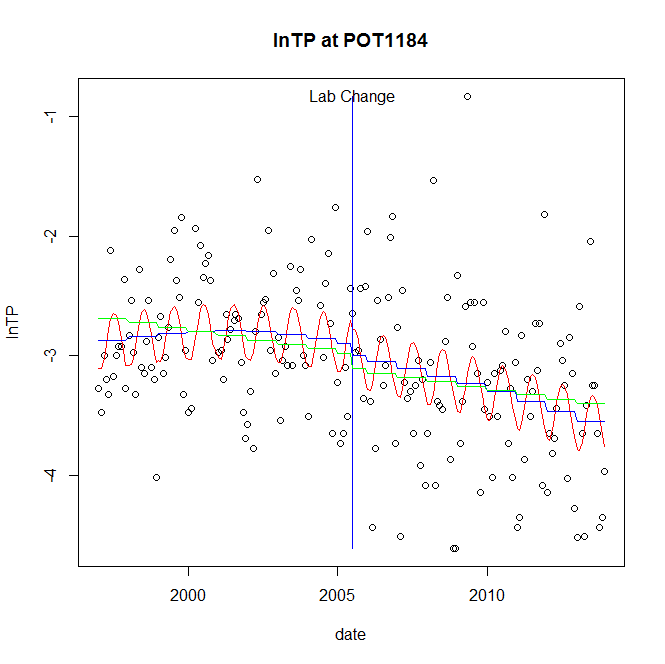 lnTP at POT1184
Lab Change
-1
-2
-3
-4
lnTP
2000 2005 2010
date